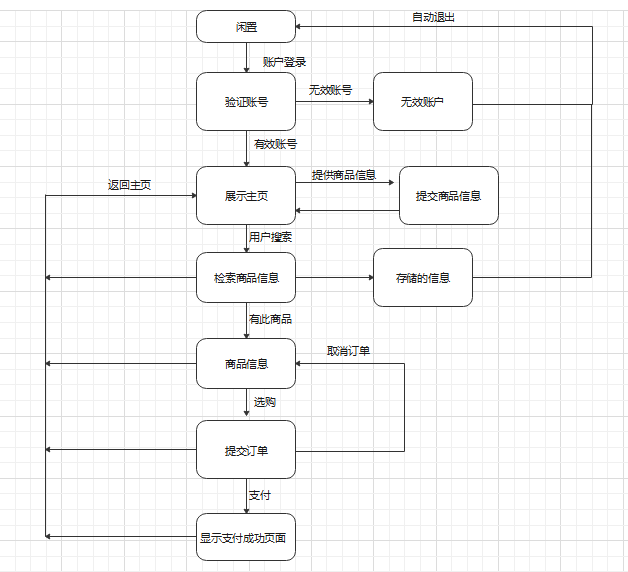 自动退出
闲置
账户登录
无效账号
验证账号
无效账户
有效账号
提供商品信息
返回主页
展示主页
提交商品信息
用户搜索
检索商品信息
存储的信息
有此商品
取消订单
商品信息
选购
提交订单
支付
显示支付成功页面